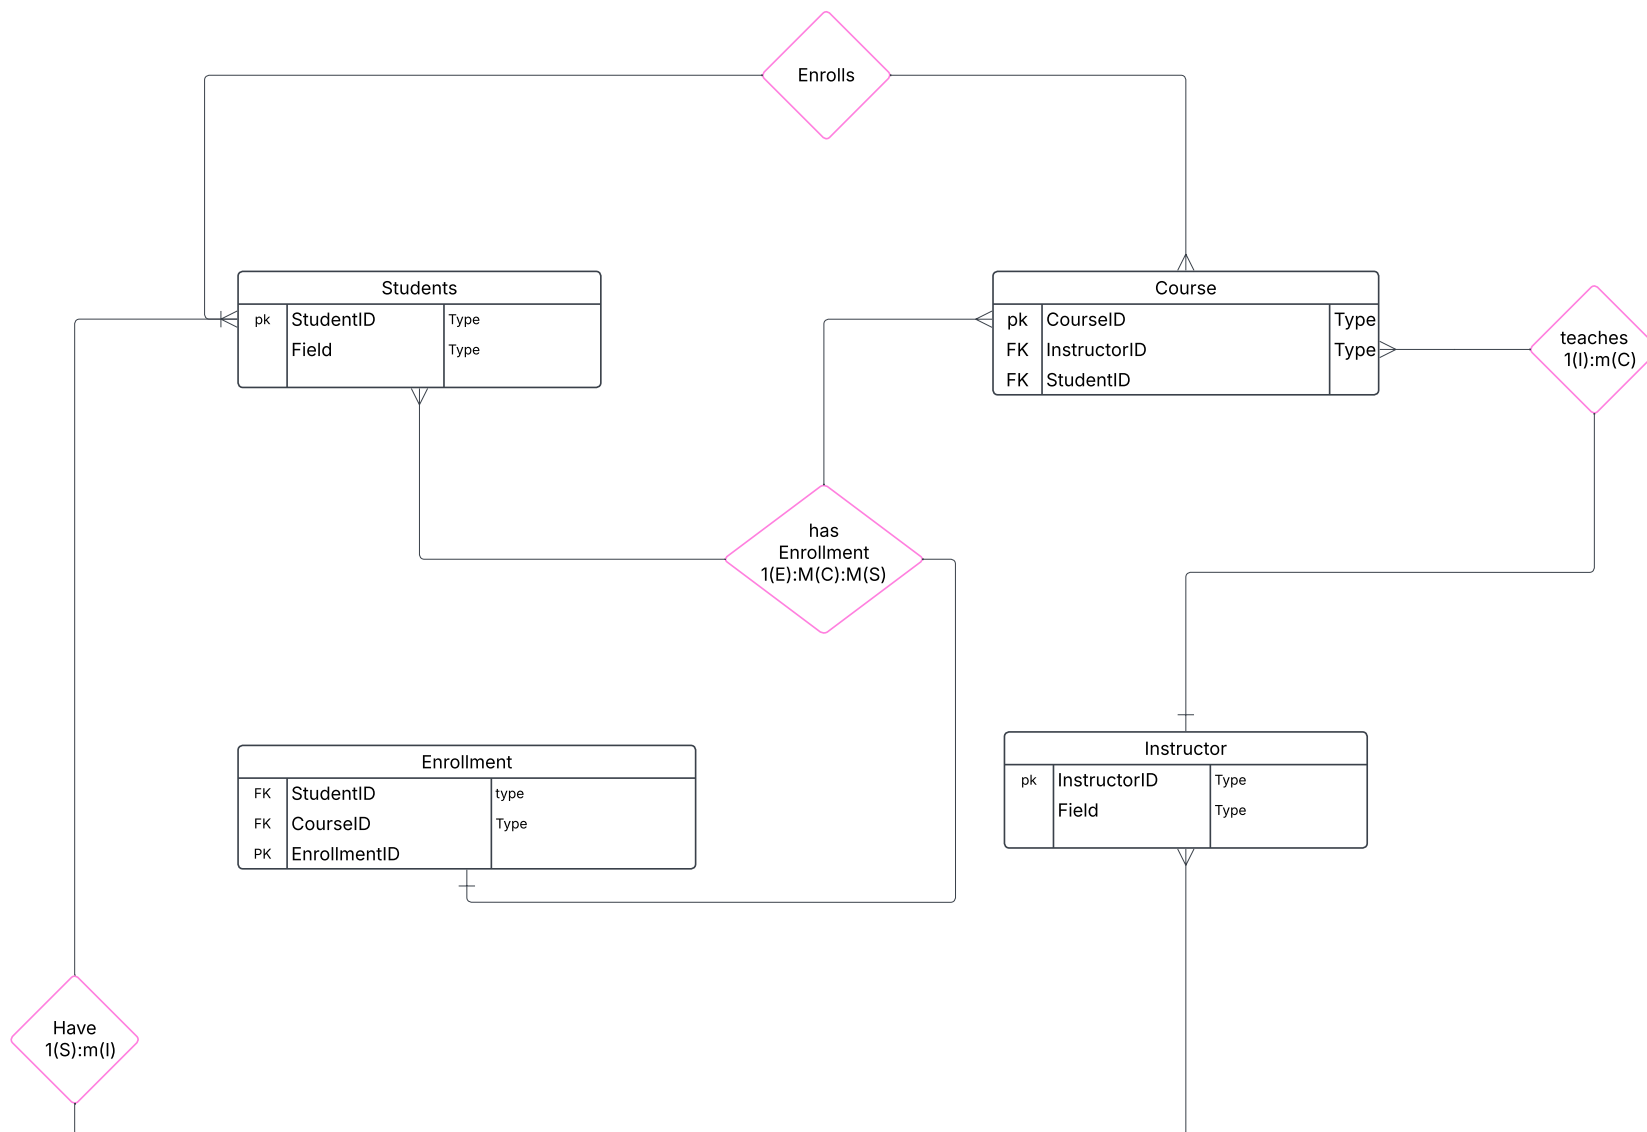 Enrolls
Students
pk StudentID Type
Field Type
Course
pk CourseID Type
FK InstructorID Type
FK StudentID
teaches
1(I):m(C)
has
Enrollment
1(E):M(C):M(S)
Enrollment
FK StudentID type
FK CourseID Type
PK EnrollmentID
Instructor
pk InstructorID Type
Field Type
Have
1(S):m(I)